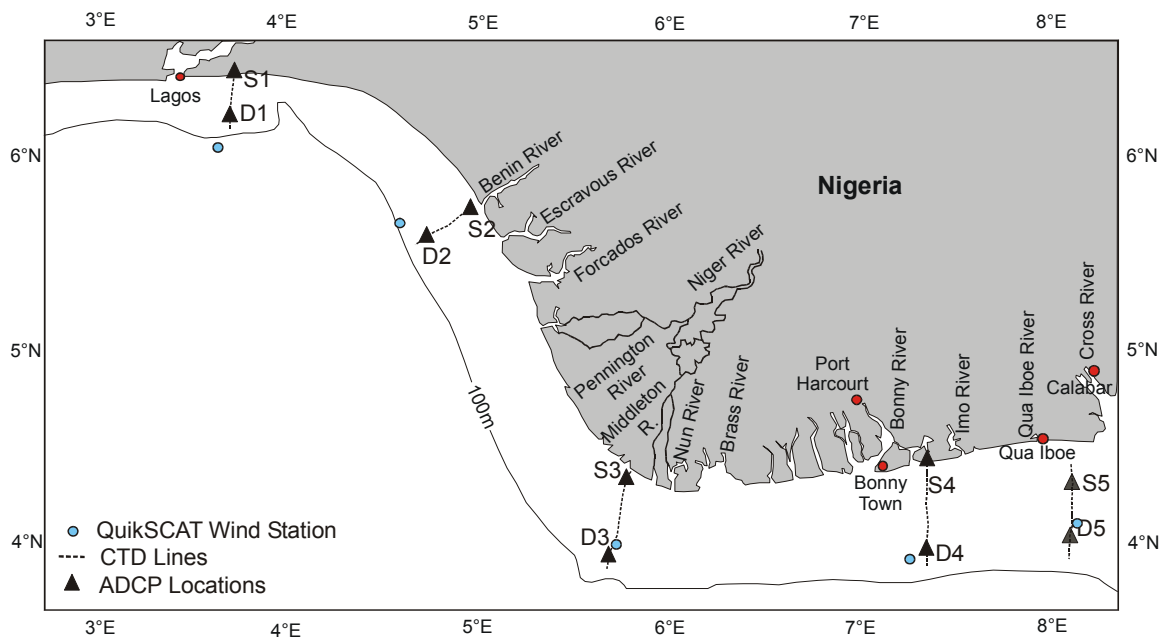 3°E 4°E 5°E 6°E 7°E 8°E
S1
Lagos
D1
6°N 6°N
Benin River
Nigeria
S2
D2
Escravous River
Forcados River
Niger River
5°N 5°N
100m
Pennington
River
Middleton
R.
Nun River
Brass River
Port
Harcourt
Bonny River
Imo River
Qua Iboe River
Cross River
Calabar
Qua Iboe
Bonny
Town
S3
S4
S5
D3
D4
D5
4°N 4°N
QuikSCAT Wind Station
CTD Lines
ADCP Locations
3°E 4°E 5°E 6°E 7°E 8°E